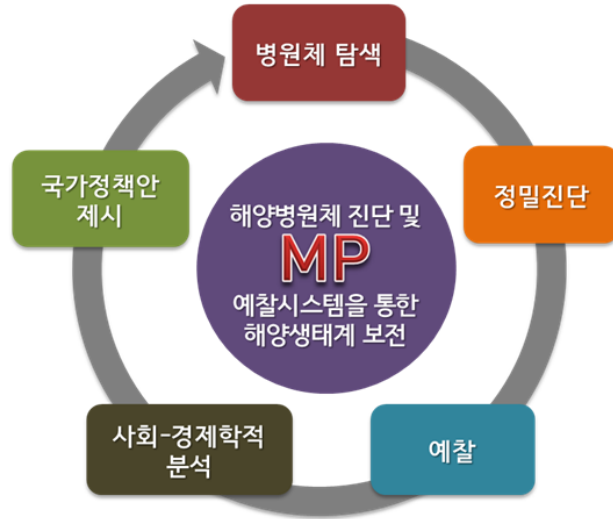 병원체 탐색
정밀진단
예찰
사회-경제학적
분석
국가정책안
제시
해양병원체 진단 및
MP
예찰시스템을 통한
해양생태계 보전